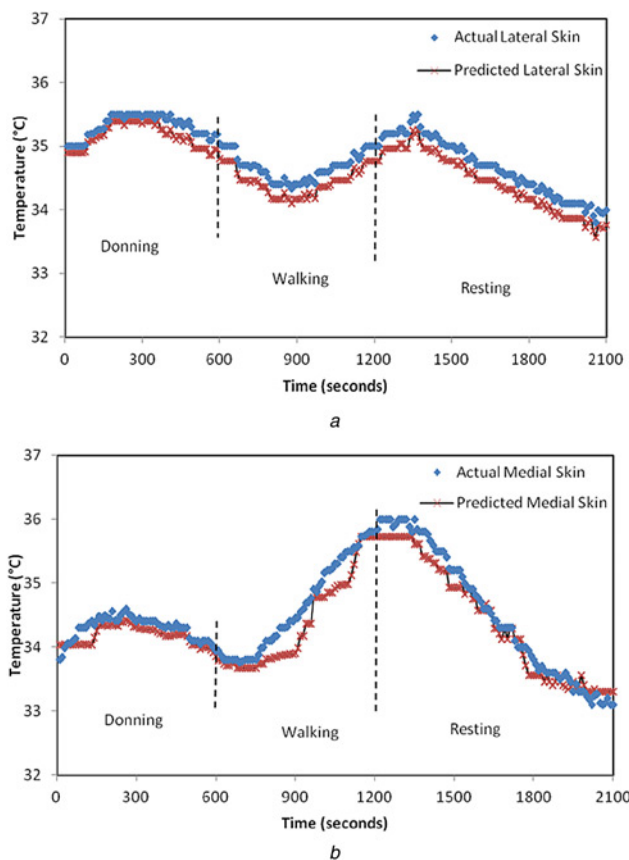 37
36
35
34
33
32
Temperature (°C)
Actual Lateral Skin
Predicted Lateral Skin
Donning
Walking
Resting
0 300 600 900 1200 1500 1800 2100
Time (seconds)
a
37
36
35
34
33
32
Temperature (°C)
Actual Medial Skin
Predicted Medial Skin
Donning
Walking
Resting
0 300 600 900 1200 1500 1800 2100
Time (seconds)
b